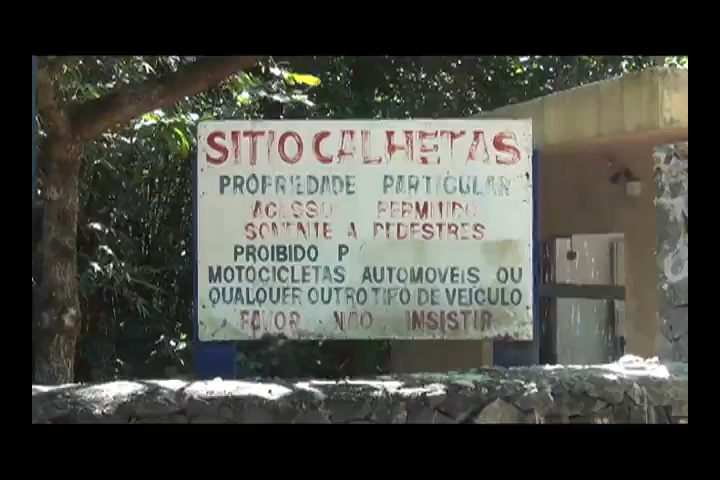 SITIO CALHETAS
PROPRIEDADE PARTICULAR
ACESSO PERMITIDO
SOMENTE A PEDESTRES
PROIBIDO P
MOTOCICLETAS AUTOMOVEIS OU
QUALQUER OUTRO TIPO DE VEÍCULO
FAVOR NÃO INSISTIR